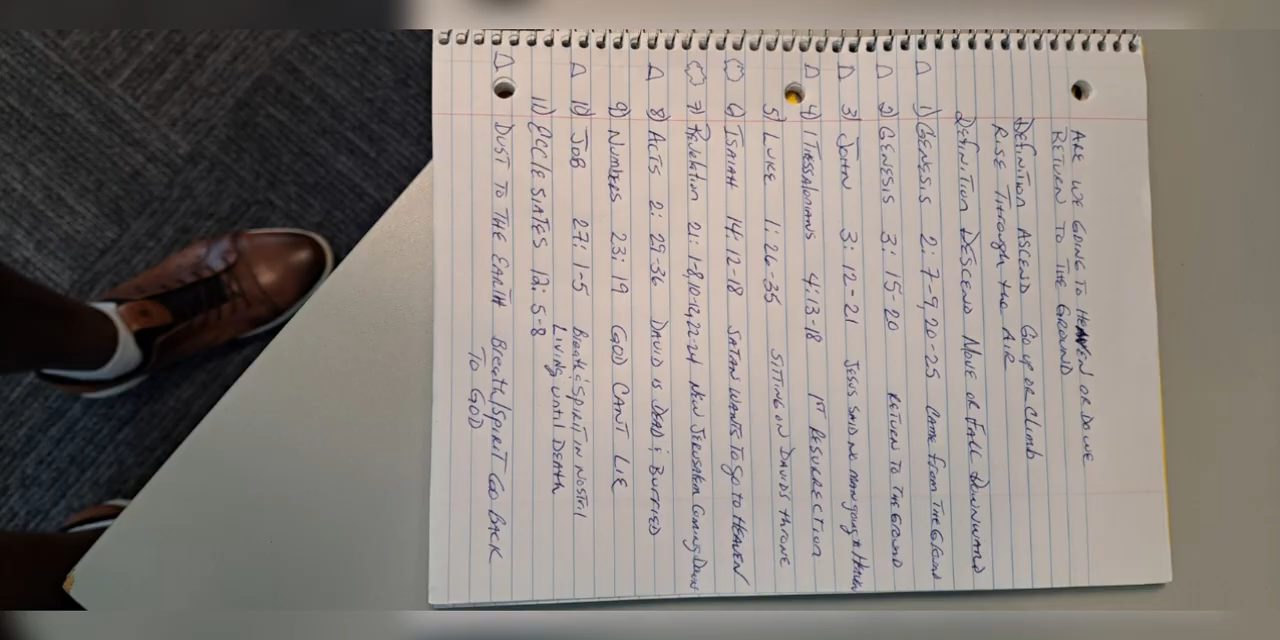 ARE WE GOING TO HEAVEN OR DO WE
RETURN TO THE GROUND
DEFINITION ASCEND GO UP OR CLIMB
RISE THROUGH the AIR
DEFINITION DESCEND MOVE OR FALL DOWNWARD
1) GENESIS 2:7-9, 20-25 CAME FROM THE GROUND
2) GENESIS 3:15-20 RETURN TO THE GROUND
3) JOHN 3:12-21 JESUS SAID NO MAN going to HEAVEN
4) 1 THESSALONIANS 4:13-18 1ST RESURRECTION
5) LUKE 1:26-35 SITTING ON DAVIDS THRONE
6) ISAIAH 14:12-18 SATAN WANTS TO go TO HEAVEN
7) Revelation 21:1-8, 10-12, 22-24 NEW JERUSALEM Coming Down
8) ACTS 2:29-36 DAVID IS DEAD & BURRIED
9) NUMBERS 23:19 GOD CANT LIE
10) JOB 27:1-5 Breath & SPIRIT IN NOSTRIL
LIVING until DEATH
11) ECCLESIATES 12:5-8
DUST TO THE EARTH Breath/SPIRIT GO BACK
TO GOD